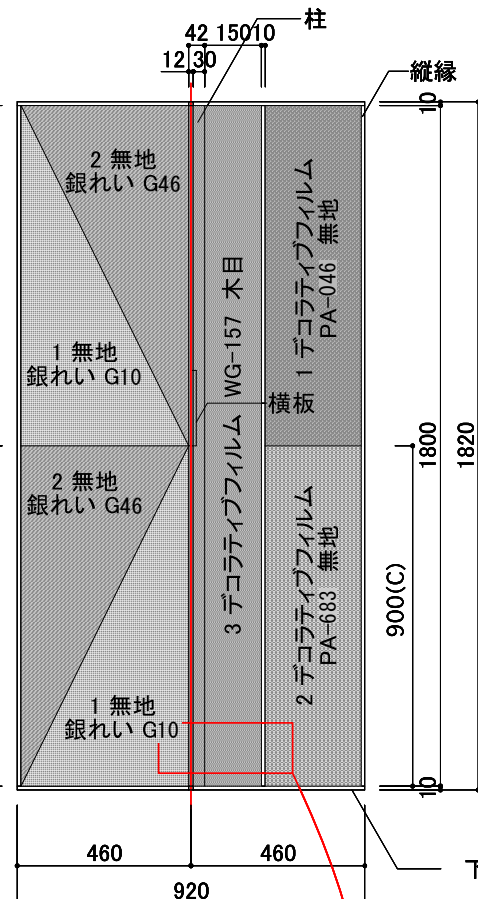 柱
42 150 10
12 30
縦縁
10
2 無地
銀れい G46
1 デコラティブフィルム
PA-046 無地
3 デコラティブフィルム WG-157 木目
1 無地
銀れい G10
横板
1800
1820
2 無地
銀れい G46
2 デコラティブフィルム
PA-683 無地
900(C)
1 無地
銀れい G10
10
460
460
下
920